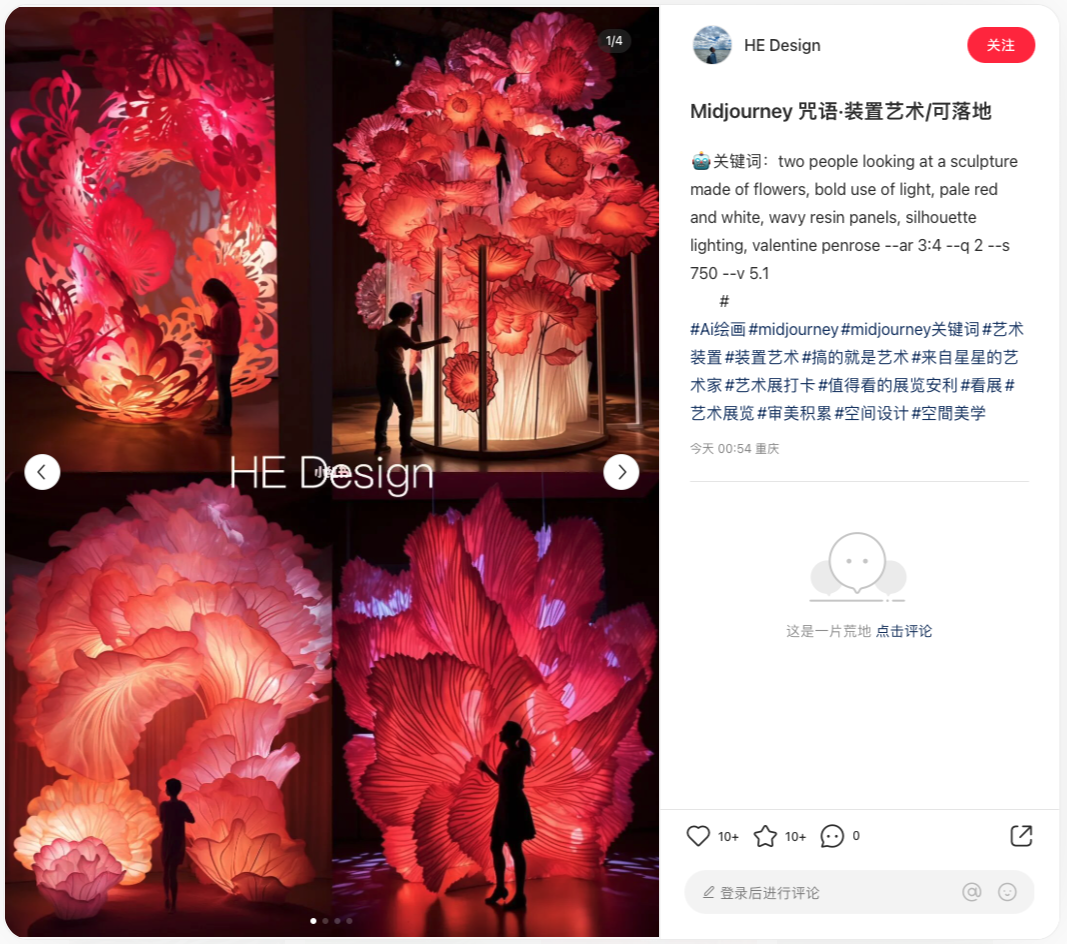 1/4
HE Design
HE Design
关注
Midjourney 咒语·装置艺术/可落地
🤖关键词：two people looking at a sculpture
made of flowers, bold use of light, pale red
and white, wavy resin panels, silhouette
lighting, valentine penrose --ar 3:4 --q 2 --s
750 --v 5.1
#
#Ai绘画#midjourney#midjourney关键词#艺术
装置#装置艺术#搞的就是艺术#来自星星的艺
术家#艺术展打卡#值得看的展览安利#看展#
艺术展览#审美积累#空间设计#空間美学
今天 00:54 重庆
这是一片荒地 点击评论
10+ 10+ 0
登录后进行评论